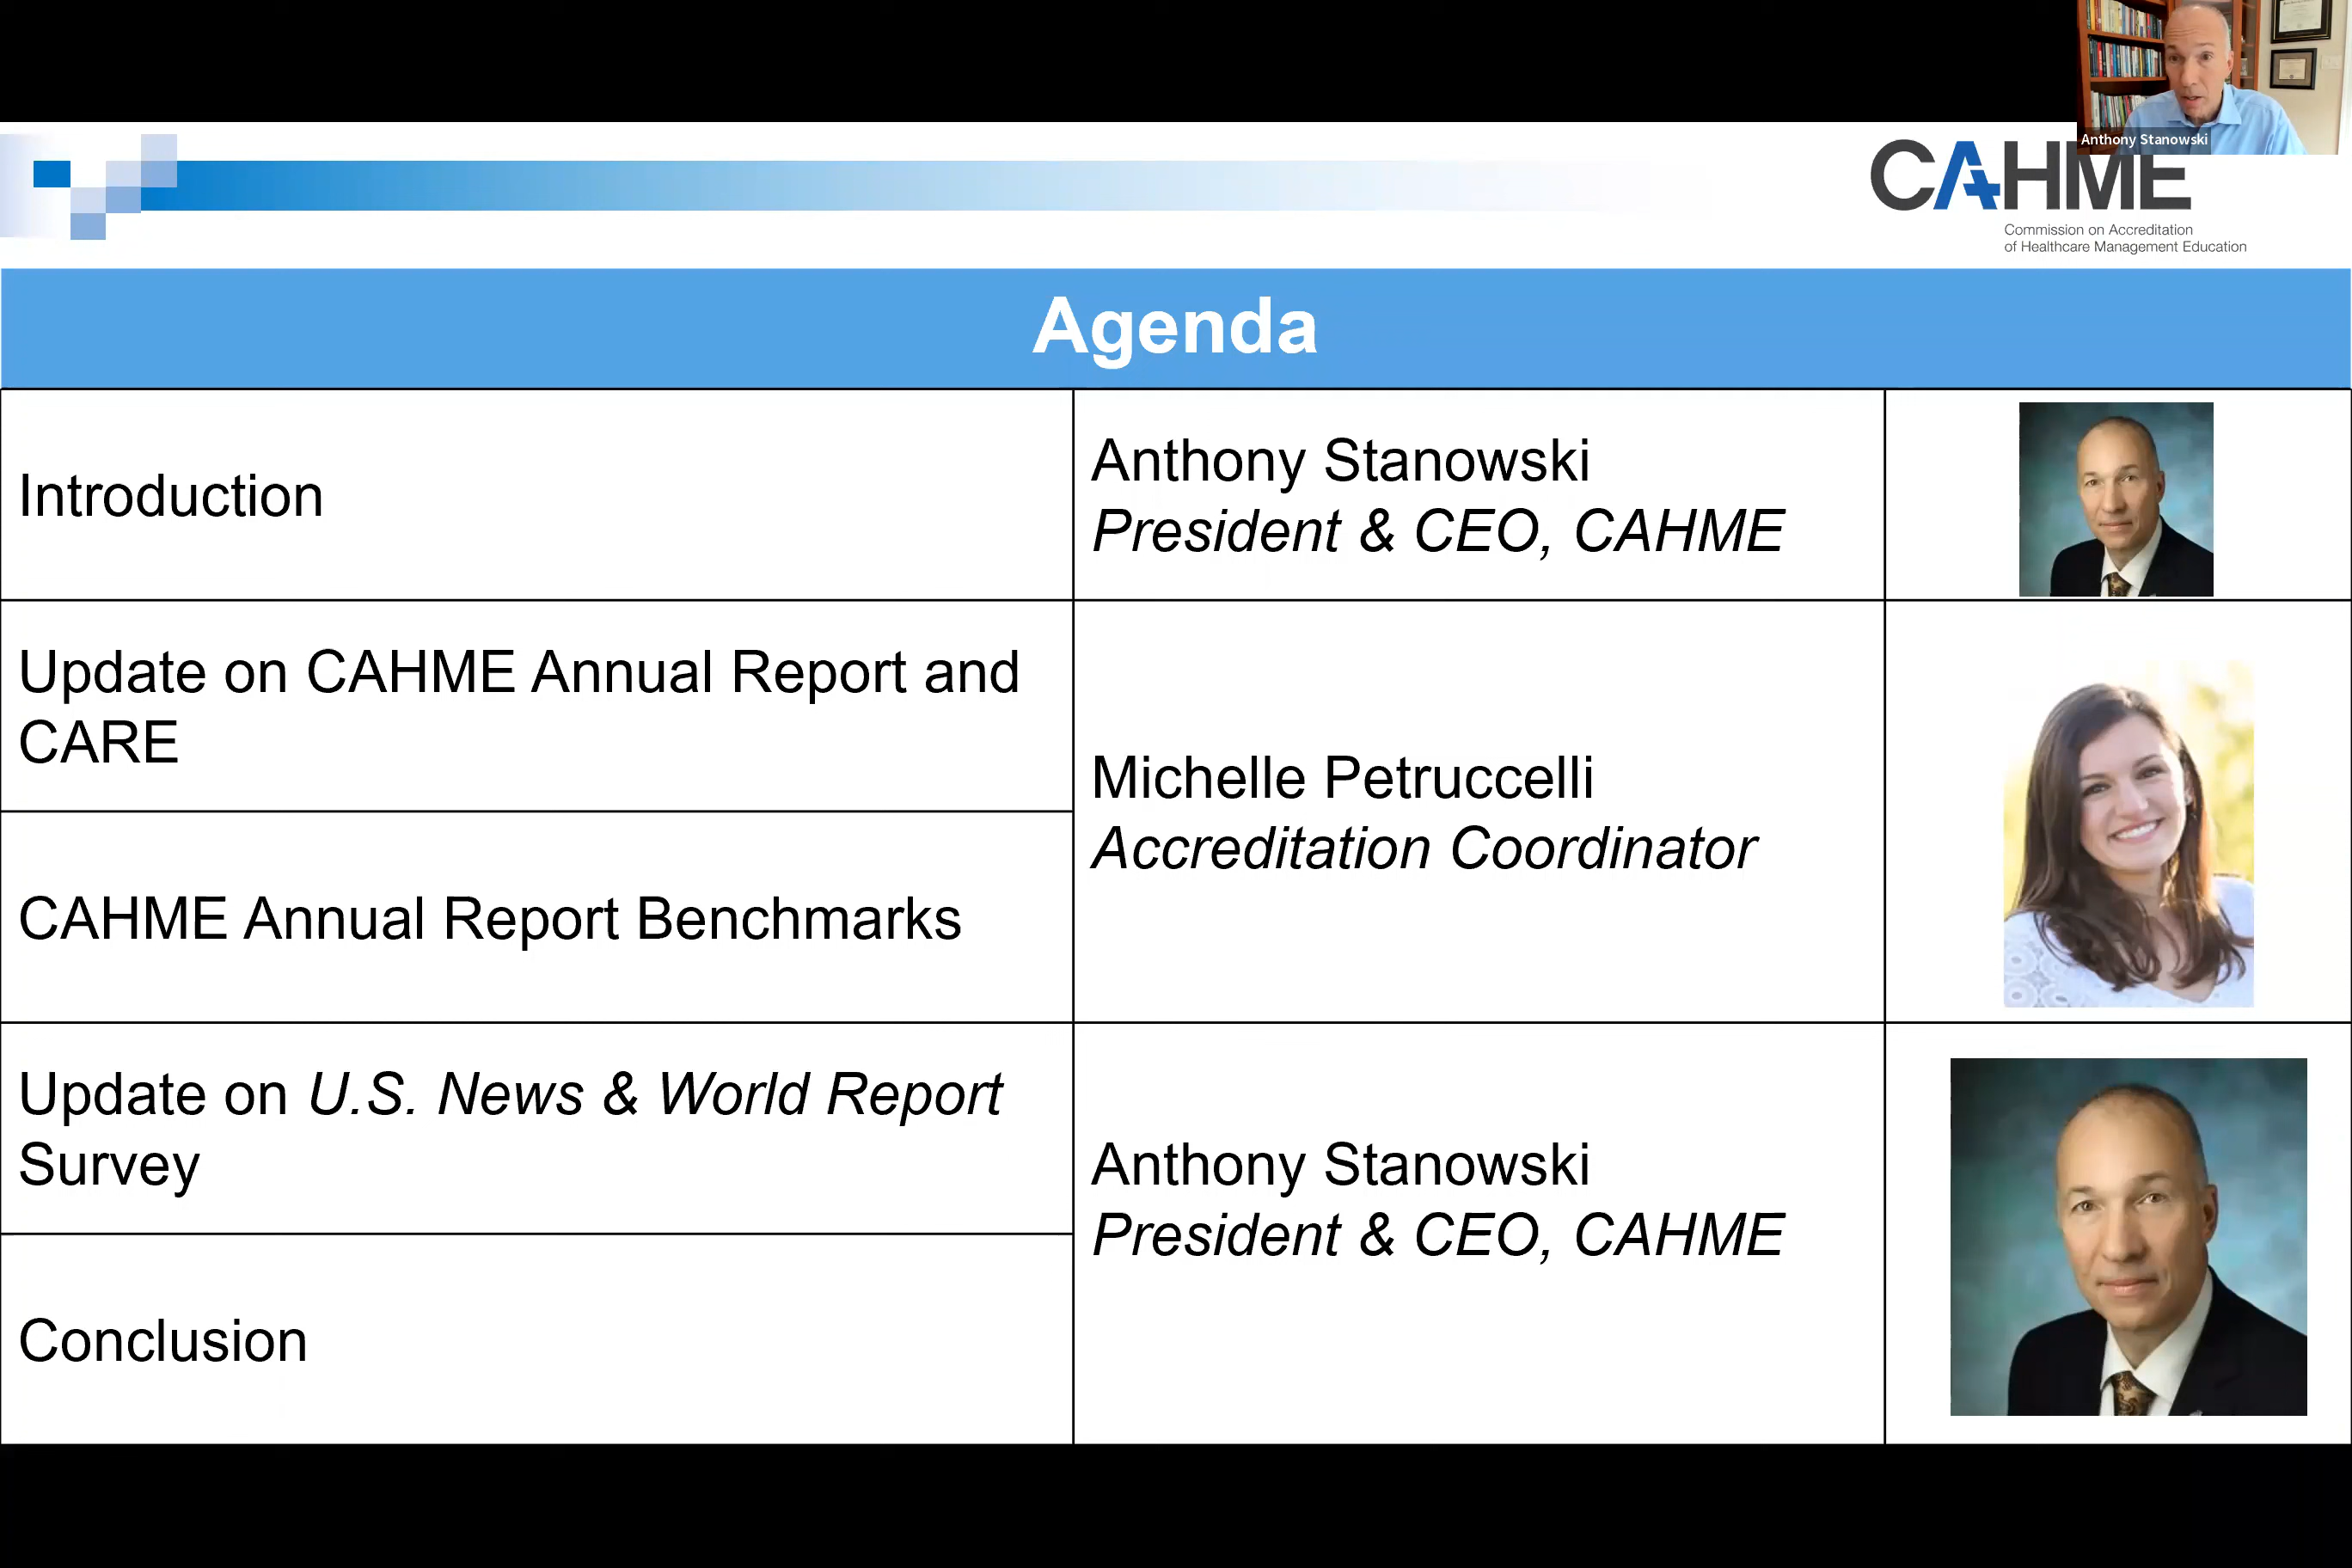 Anthony Stanowski
CAHME
Commission on Accreditation
of Healthcare Management Education
Agenda
Introduction
Anthony Stanowski
President & CEO, CAHME
Update on CAHME Annual Report and
CARE
Michelle Petruccelli
Accreditation Coordinator
CAHME Annual Report Benchmarks
Update on U.S. News & World Report
Survey
Anthony Stanowski
President & CEO, CAHME
Conclusion